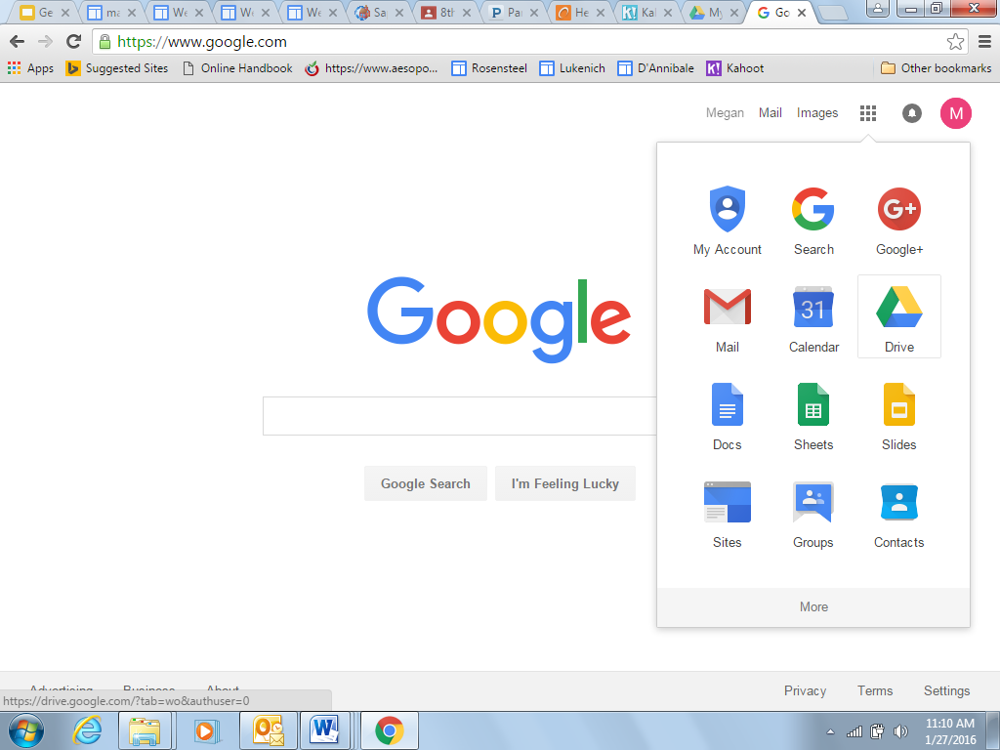 Ge
ma
We
We
We
Sa
8th
Pa
He
Ka
My
Go
https://www.google.com
Apps Suggested Sites Online Handbook https://www.aesopo... Rosensteel Lukenich D'Annibale Kahoot Other bookmarks
Megan Mail Images M
My Account Search Google+
31
Mail Calendar Drive
Docs Sheets Slides
Sites Groups Contacts
More
Google
Google Search I'm Feeling Lucky
Advertising Business About Privacy Terms Settings
https://drive.google.com/?tab=wo&authuser=0
11:10 AM
1/27/2016